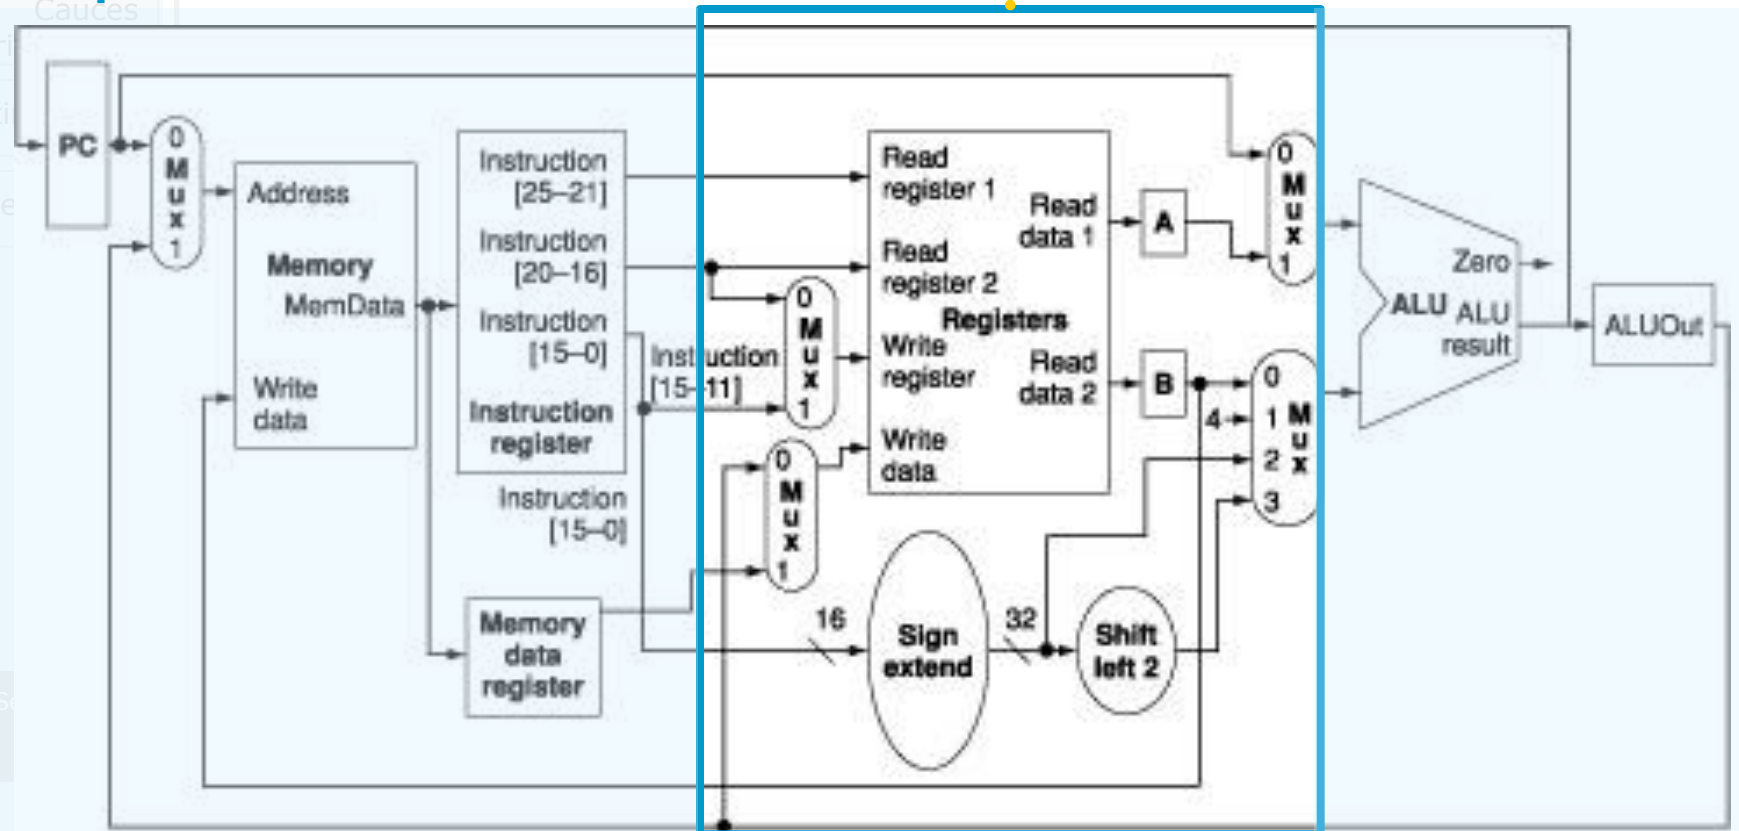 Cauces
PC
0
M
u
x
1
Address
Memory
MemData
Write
data
Instruction
[25–21]
Instruction
[20–16]
Instruction
[15–0]
Instruction
register
Instruction
[15–0]
Memory
data
register
Instruction
[15–11]
0
M
u
x
1
0
M
u
x
1
16
Read
register 1
Read
register 2
Registers
Write
register
Write
data
Read
data 1
Read
data 2
Sign
extend
32
Shift
left 2
A
B
4
0
M
u
x
1
0
1 M
u
2 x
3
Zero
ALU
ALU
result
ALUOut